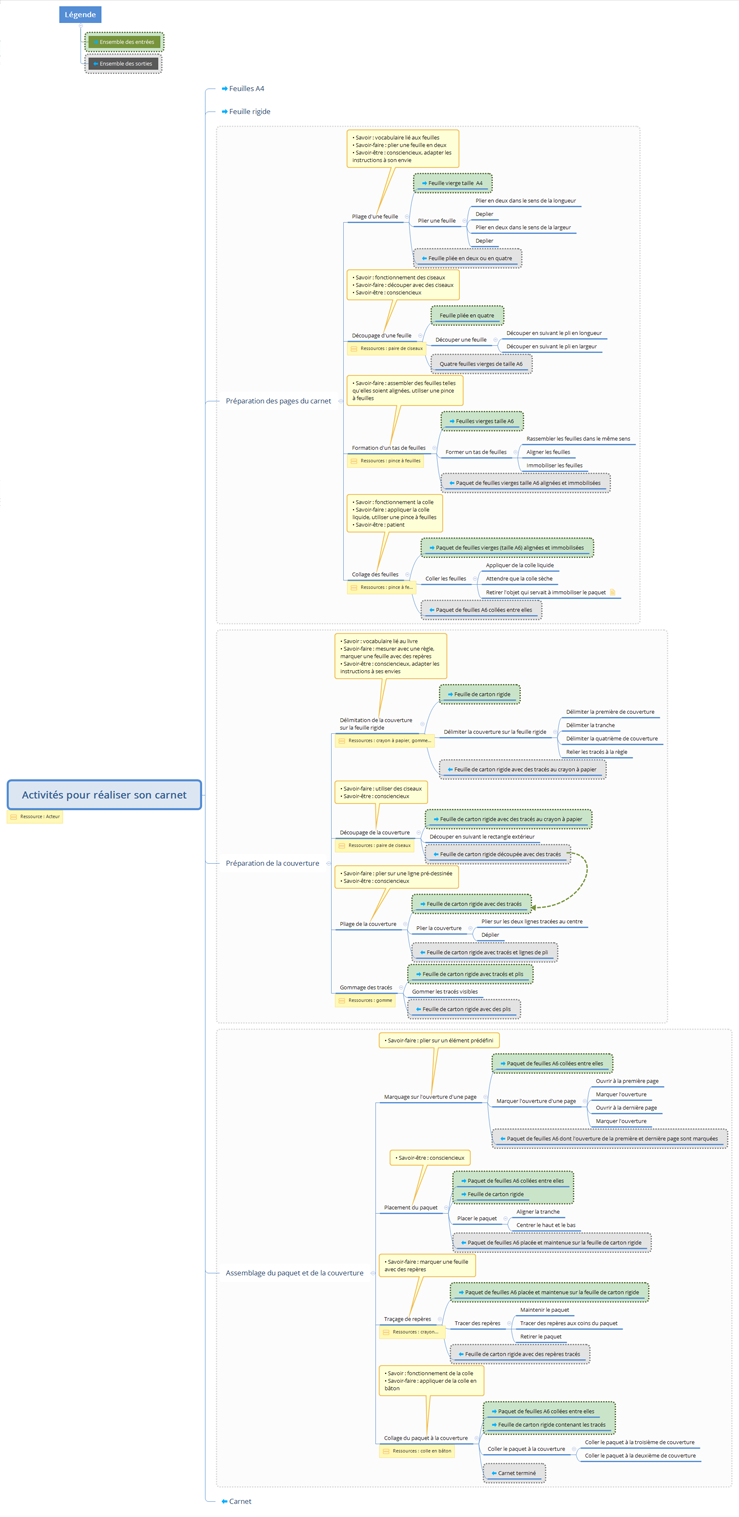 Légende
Ensemble des entrées
Ensemble des sorties
Feuilles A4
Feuille rigide
• Savoir : vocabulaire lié aux feuilles
• Savoir-faire : plier une feuille en deux
• Savoir-être : consciencieux, adapter les
instructions à son envie
Feuille vierge taille A4
Plier en deux dans le sens de la longueur
Deplier
Pliage d'une feuille
Plier une feuille
Plier en deux dans le sens de la largeur
Deplier
Feuille pliée en deux ou en quatre
• Savoir : fonctionnement des ciseaux
• Savoir-faire : découper avec des ciseaux
• Savoir-être : consciencieux
Feuille pliée en quatre
Découpage d'une feuille
Ressources : paire de ciseaux
Découper une feuille
Découper en suivant le pli en longueur
Découper en suivant le pli en largeur
Quatre feuilles vierges de taille A6
Préparation des pages du carnet
• Savoir-faire : assembler des feuilles telles
qu'elles soient alignées, utiliser une pince
à feuilles
Feuilles vierges taille A6
Rassembler les feuilles dans le même sens
Formation d'un tas de feuilles
Ressources : pince à feuilles
Former un tas de feuilles
Aligner les feuilles
Immobiliser les feuilles
Paquet de feuilles vierges taille A6 alignées et immobilisées
• Savoir : fonctionnement la colle
• Savoir-faire : appliquer la colle
liquide, utiliser une pince à feuilles
• Savoir-être : patient
Paquet de feuilles vierges (taille A6) alignées et immobilisées
Appliquer de la colle liquide
Collage des feuilles
Ressources : pince à fe...
Coller les feuilles
Attendre que la colle sèche
Retirer l'objet qui servait à immobiliser le paquet
Paquet de feuilles A6 collées entre elles
• Savoir : vocabulaire lié au livre
• Savoir-faire : mesurer avec une règle,
marquer une feuille avec des repères
• Savoir-être : consciencieux, adapter les
instructions à ses envies
Feuille de carton rigide
Délimiter la première de couverture
Délimitation de la couverture
sur la feuille rigide
Ressources : crayon à papier, gomme...
Délimiter la couverture sur la feuille rigide
Délimiter la tranche
Délimiter la quatrième de couverture
Relier les tracés à la règle
Feuille de carton rigide avec des tracés au crayon à papier
Activités pour réaliser son carnet
Ressource : Acteur
• Savoir-faire : utiliser des ciseaux
• Savoir-être : consciencieux
Feuille de carton rigide avec des tracés au crayon à papier
Découpage de la couverture
Ressources : paire de ciseaux
Découper en suivant le rectangle extérieur
Feuille de carton rigide découpée avec des tracés
Préparation de la couverture
• Savoir-faire : plier sur une ligne pré-dessinée
• Savoir-être : consciencieux
Feuille de carton rigide avec des tracés
Pliage de la couverture
Plier la couverture
Plier sur les deux lignes tracées au centre
Déplier
Feuille de carton rigide avec tracés et lignes de pli
Feuille de carton rigide avec tracés et plis
Gommage des tracés
Ressources : gomme
Gommer les tracés visibles
Feuille de carton rigide avec des plis
• Savoir-faire : plier sur un élément prédéfini
Paquet de feuilles A6 collées entre elles
Ouvrir à la première page
Marquage sur l'ouverture d'une page
Marquer l'ouverture d'une page
Marquer l'ouverture
Ouvrir à la dernière page
Marquer l'ouverture
Paquet de feuilles A6 dont l'ouverture de la première et dernière page sont marquées
• Savoir-être : consciencieux
Paquet de feuilles A6 collées entre elles
Feuille de carton rigide
Placement du paquet
Placer le paquet
Aligner la tranche
Centrer le haut et le bas
Paquet de feuilles A6 placée et maintenue sur la feuille de carton rigide
Assemblage du paquet et de la couverture
• Savoir-faire : marquer une feuille
avec des repères
Paquet de feuilles A6 placée et maintenue sur la feuille de carton rigide
Maintenir le paquet
Traçage de repères
Ressources : crayon...
Tracer des repères
Tracer des repères aux coins du paquet
Retirer le paquet
Feuille de carton rigide avec des repères tracés
• Savoir : fonctionnement de la colle
• Savoir-faire : appliquer de la colle en
bâton
Paquet de feuilles A6 collées entre elles
Feuille de carton rigide contenant les tracés
Collage du paquet à la couverture
Ressources : colle en bâton
Coller le paquet à la couverture
Coller le paquet à la troisième de couverture
Coller le paquet à la deuxième de couverture
Carnet terminé
Carnet